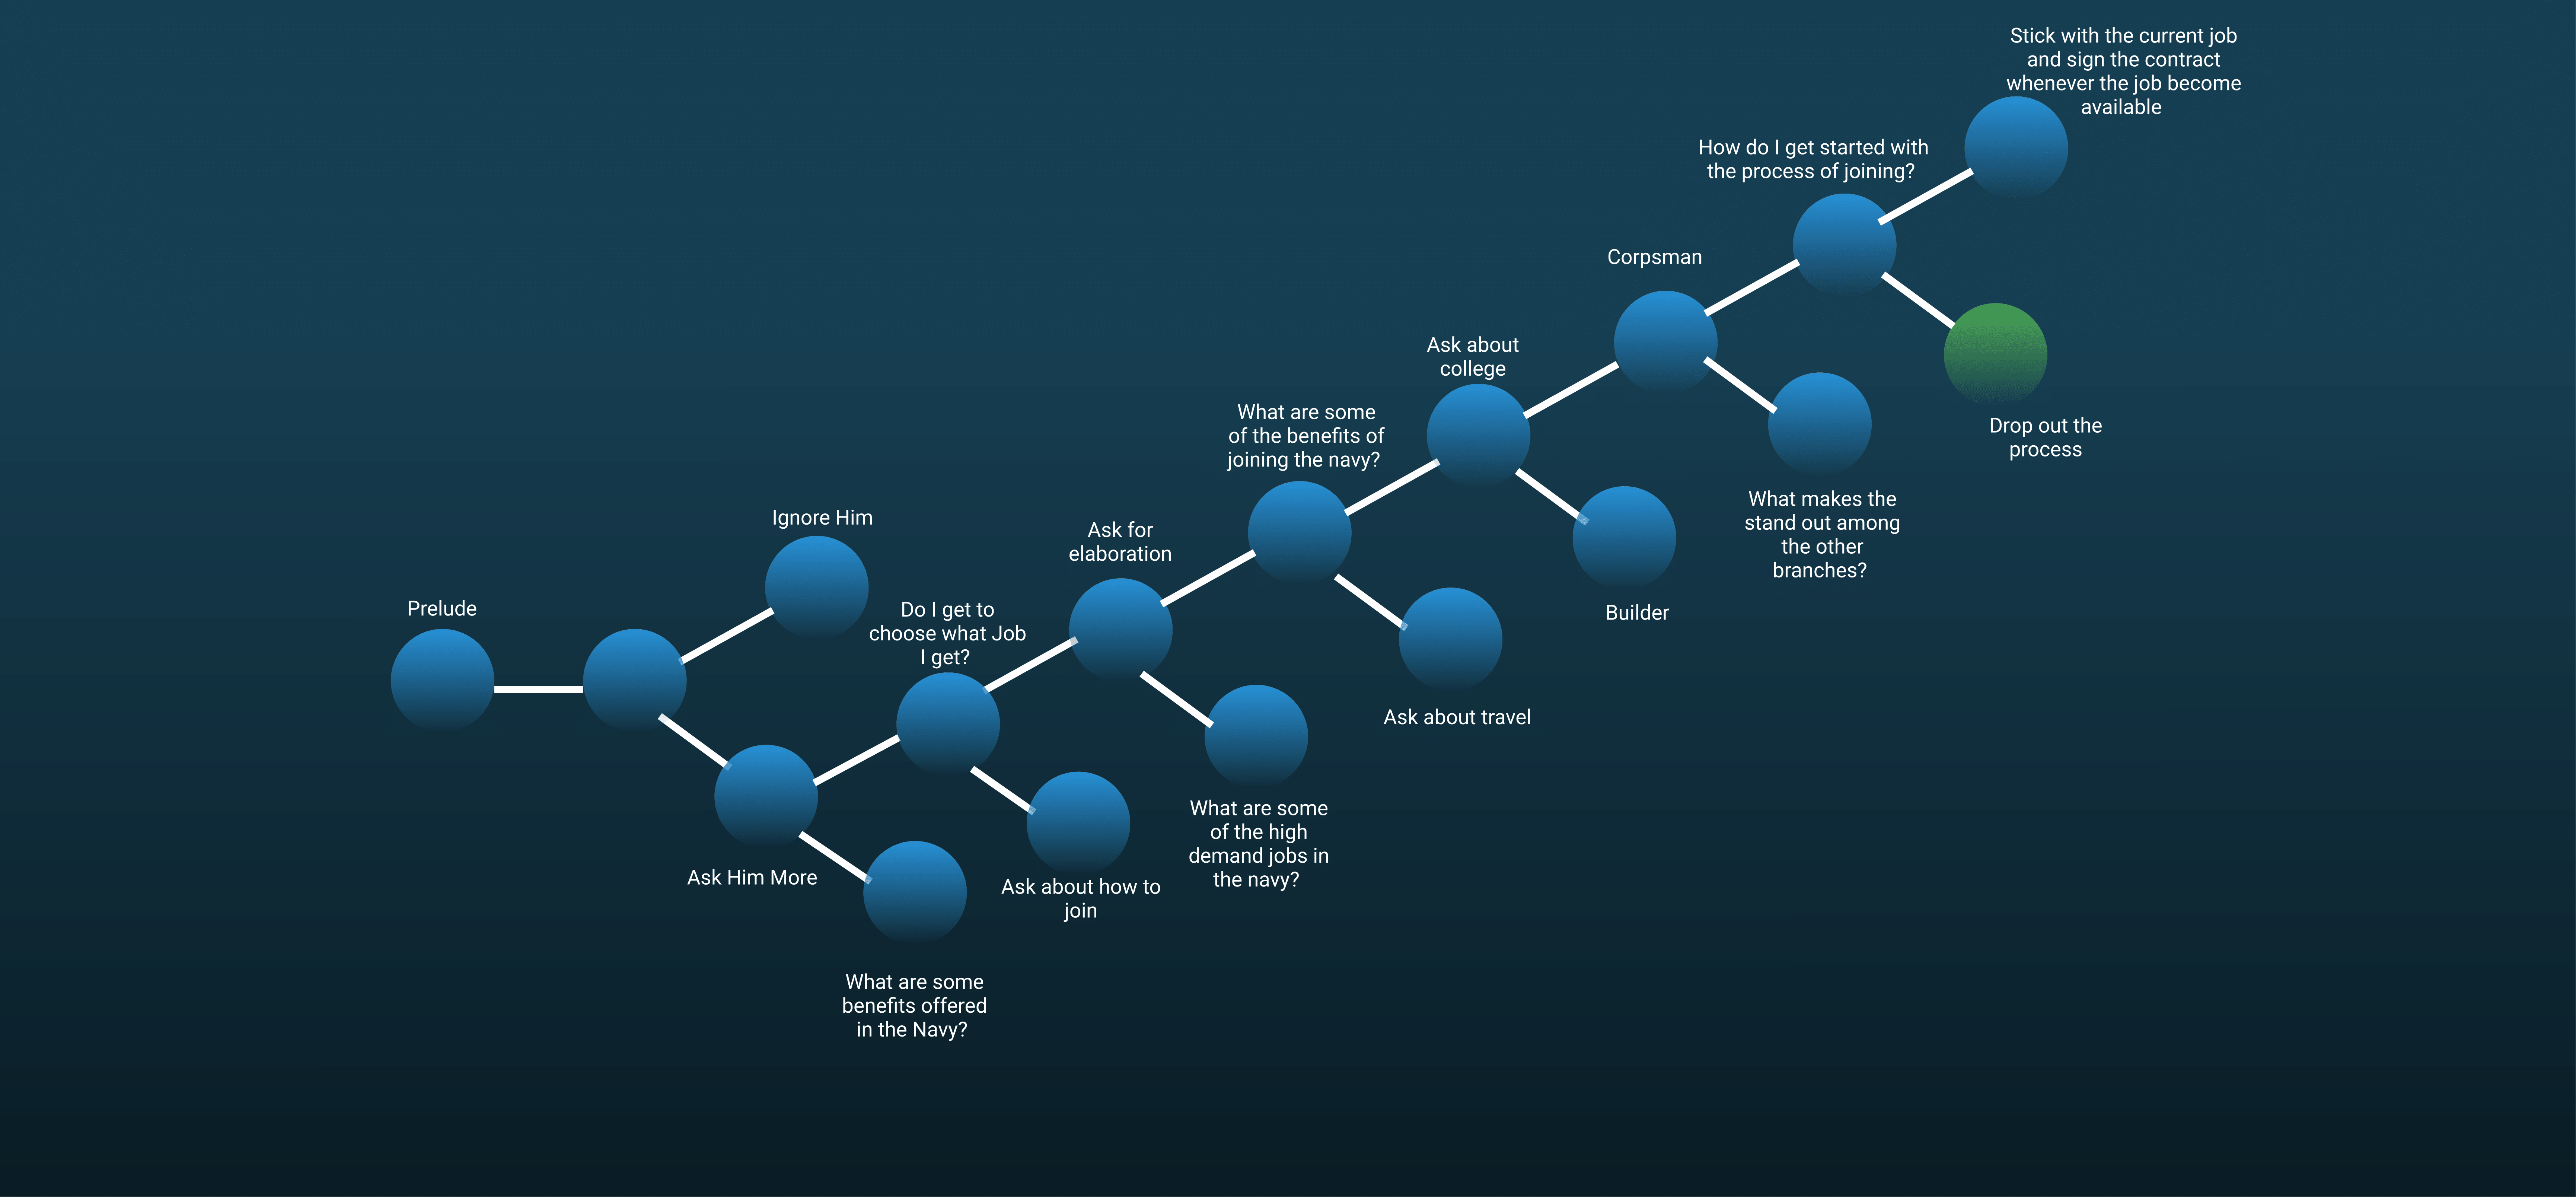 Stick with the current job
and sign the contract
whenever the job become
available
How do I get started with
the process of joining?
Corpsman
Ask about
college
What are some
of the benefits of
joining the navy?
Drop out the
process
What makes the
stand out among
the other
branches?
Ignore Him
Ask for
elaboration
Prelude
Do I get to
choose what Job
I get?
Builder
Ask about travel
What are some
of the high
demand jobs in
the navy?
Ask Him More
Ask about how to
join
What are some
benefits offered
in the Navy?